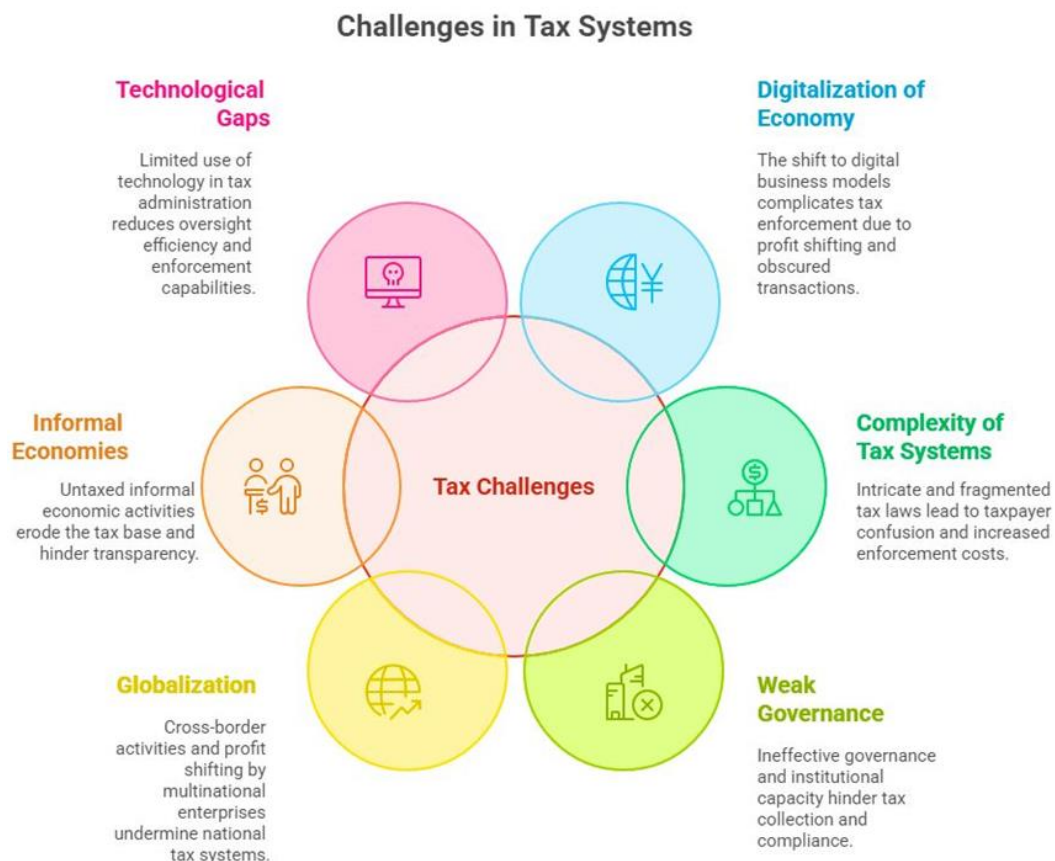 Challenges in Tax Systems
Technological
Gaps
Limited use of
technology in tax
administration
reduces oversight
efficiency and
enforcement
capabilities.
Digitalization of
Economy
The shift to digital
business models
complicates tax
enforcement due to
profit shifting and
obscured
transactions.
Informal
Economies
Untaxed informal
economic activities
erode the tax base and
hinder transparency.
Tax Challenges
Complexity of
Tax Systems
Intricate and fragmented
tax laws lead to taxpayer
confusion and increased
enforcement costs.
Globalization
Cross-border
activities and profit
shifting by
multinational
enterprises
undermine national
tax systems.
Weak
Governance
Ineffective governance
and institutional
capacity hinder tax
collection and
compliance.